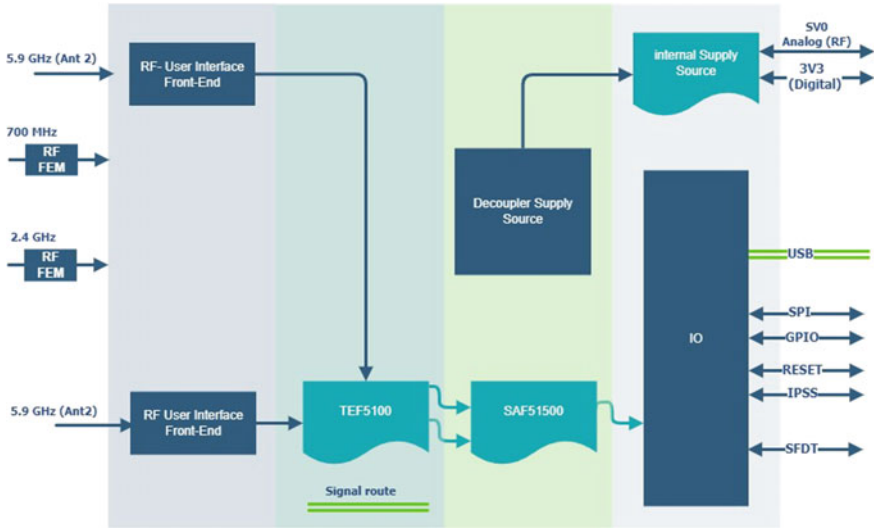 5.9 GHz (Ant 2)
RF- User Interface
Front-End
internal Supply
Source
SV0
Analog (RF)
3V3
(Digital)
700 MHz
RF
FEM
Decoupler Supply
Source
2.4 GHz
RF
FEM
USB
SPI
IO
GPIO
RESET
IPSS
5.9 GHz (Ant2)
RF User Interface
Front-End
TEF5100
SAF51500
SFDT
Signal route